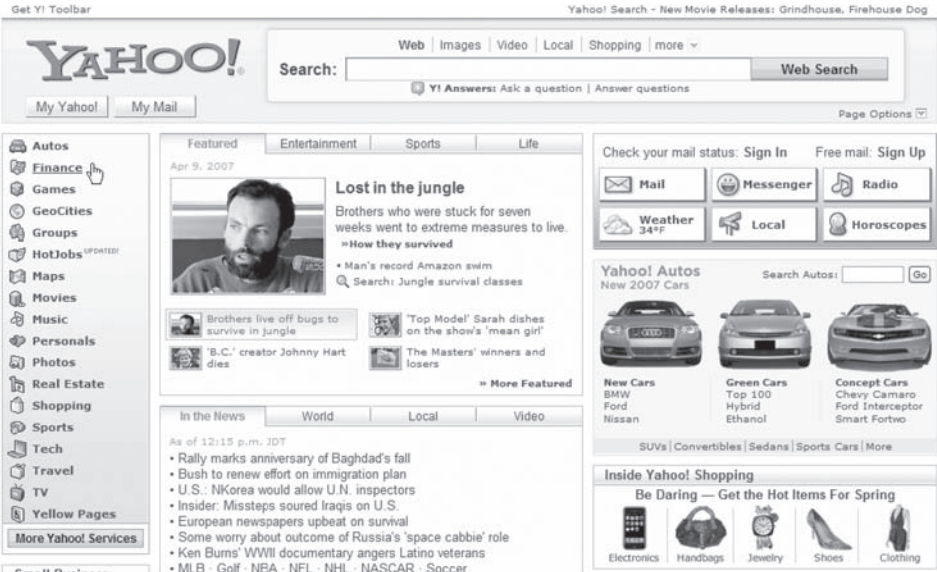 Get Y! Toolbar
Yahoo! Search - New Movie Releases: Grindhouse, Firehouse Dog
YAHOO!
Web | Images | Video | Local | Shopping | more
Search:
Web Search
Y! Answers: Ask a question | Answer questions
My Yahoo!
My Mail
Page Options
Autos
Finance
Games
GeoCities
Groups
HotJobs UPDATED!
Maps
Movies
Music
Personals
Photos
Real Estate
Shopping
Sports
Tech
Travel
TV
Yellow Pages
More Yahoo! Services
Small Business
Featured
Entertainment
Sports
Life
Apr 9, 2007
Lost in the jungle
Brothers who were stuck for seven
weeks went to extreme measures to live.
»How they survived
• Man's record Amazon swim
Search: Jungle survival classes
Brothers live off bugs to
survive in jungle
'Top Model' Sarah dishes
on the show's 'mean girl'
'B.C.' creator Johnny Hart
dies
The Masters' winners and
losers
» More Featured
In the News
World
Local
Video
As of 12:15 p.m. JDT
• Rally marks anniversary of Baghdad's fall
• Bush to renew effort on immigration plan
• U.S.: NKorea would allow U.N. inspectors
• Insider: Missteps soured Iraqis on U.S.
• European newspapers upbeat on survival
• Some worry about outcome of Russia's 'space cabbie' role
• Ken Burns' WWII documentary angers Latino veterans
• MLB · Golf · NBA · NFL · NHL · NASCAR · Soccer
Check your mail status: Sign In
Free mail: Sign Up
Mail
Messenger
Radio
Weather
34°F
Local
Horoscopes
Yahoo! Autos
New 2007 Cars
Search Autos:
Go
New Cars
BMW
Ford
Nissan
Green Cars
Top 100
Hybrid
Ethanol
Concept Cars
Chevy Camaro
Ford Interceptor
Smart Fortwo
SUVs | Convertibles | Sedans | Sports Cars | More
Inside Yahoo! Shopping
Be Daring — Get the Hot Items For Spring
Electronics
Handbags
Jewelry
Shoes
Clothing